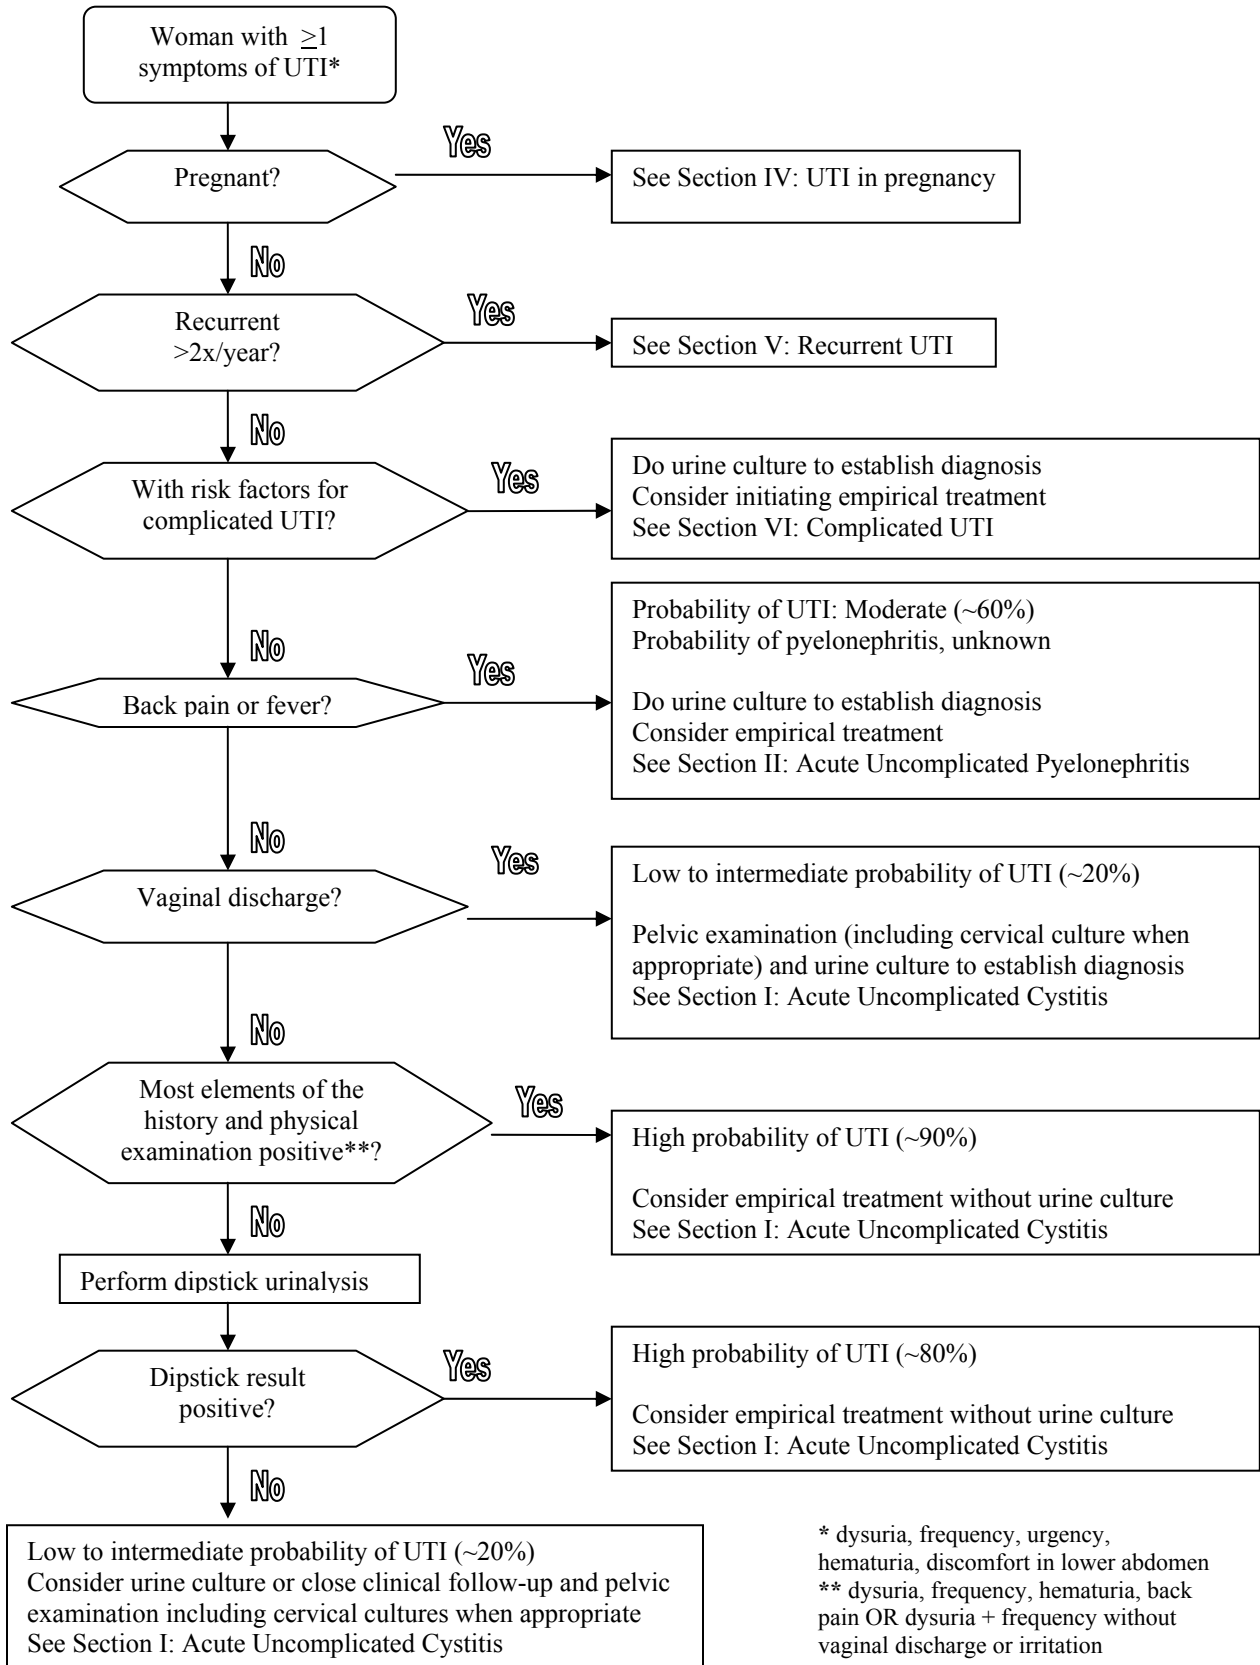 Woman with ≥1
symptoms of UTI*
Yes
Pregnant?
See Section IV: UTI in pregnancy
No
Yes
Recurrent
>2x/year?
See Section V: Recurrent UTI
No
Yes
With risk factors for
complicated UTI?
Do urine culture to establish diagnosis
Consider initiating empirical treatment
See Section VI: Complicated UTI
No
Yes
Back pain or fever?
Probability of UTI: Moderate (~60%)
Probability of pyelonephritis, unknown
Do urine culture to establish diagnosis
Consider empirical treatment
See Section II: Acute Uncomplicated Pyelonephritis
No
Yes
Vaginal discharge?
Low to intermediate probability of UTI (~20%)
Pelvic examination (including cervical culture when
appropriate) and urine culture to establish diagnosis
See Section I: Acute Uncomplicated Cystitis
No
Most elements of the
history and physical
examination positive**?
Yes
High probability of UTI (~90%)
Consider empirical treatment without urine culture
See Section I: Acute Uncomplicated Cystitis
No
Perform dipstick urinalysis
Dipstick result
positive?
Yes
High probability of UTI (~80%)
Consider empirical treatment without urine culture
See Section I: Acute Uncomplicated Cystitis
No
Low to intermediate probability of UTI (~20%)
Consider urine culture or close clinical follow-up and pelvic
examination including cervical cultures when appropriate
See Section I: Acute Uncomplicated Cystitis
* dysuria, frequency, urgency,
hematuria, discomfort in lower abdomen
** dysuria, frequency, hematuria, back
pain OR dysuria + frequency without
vaginal discharge or irritation